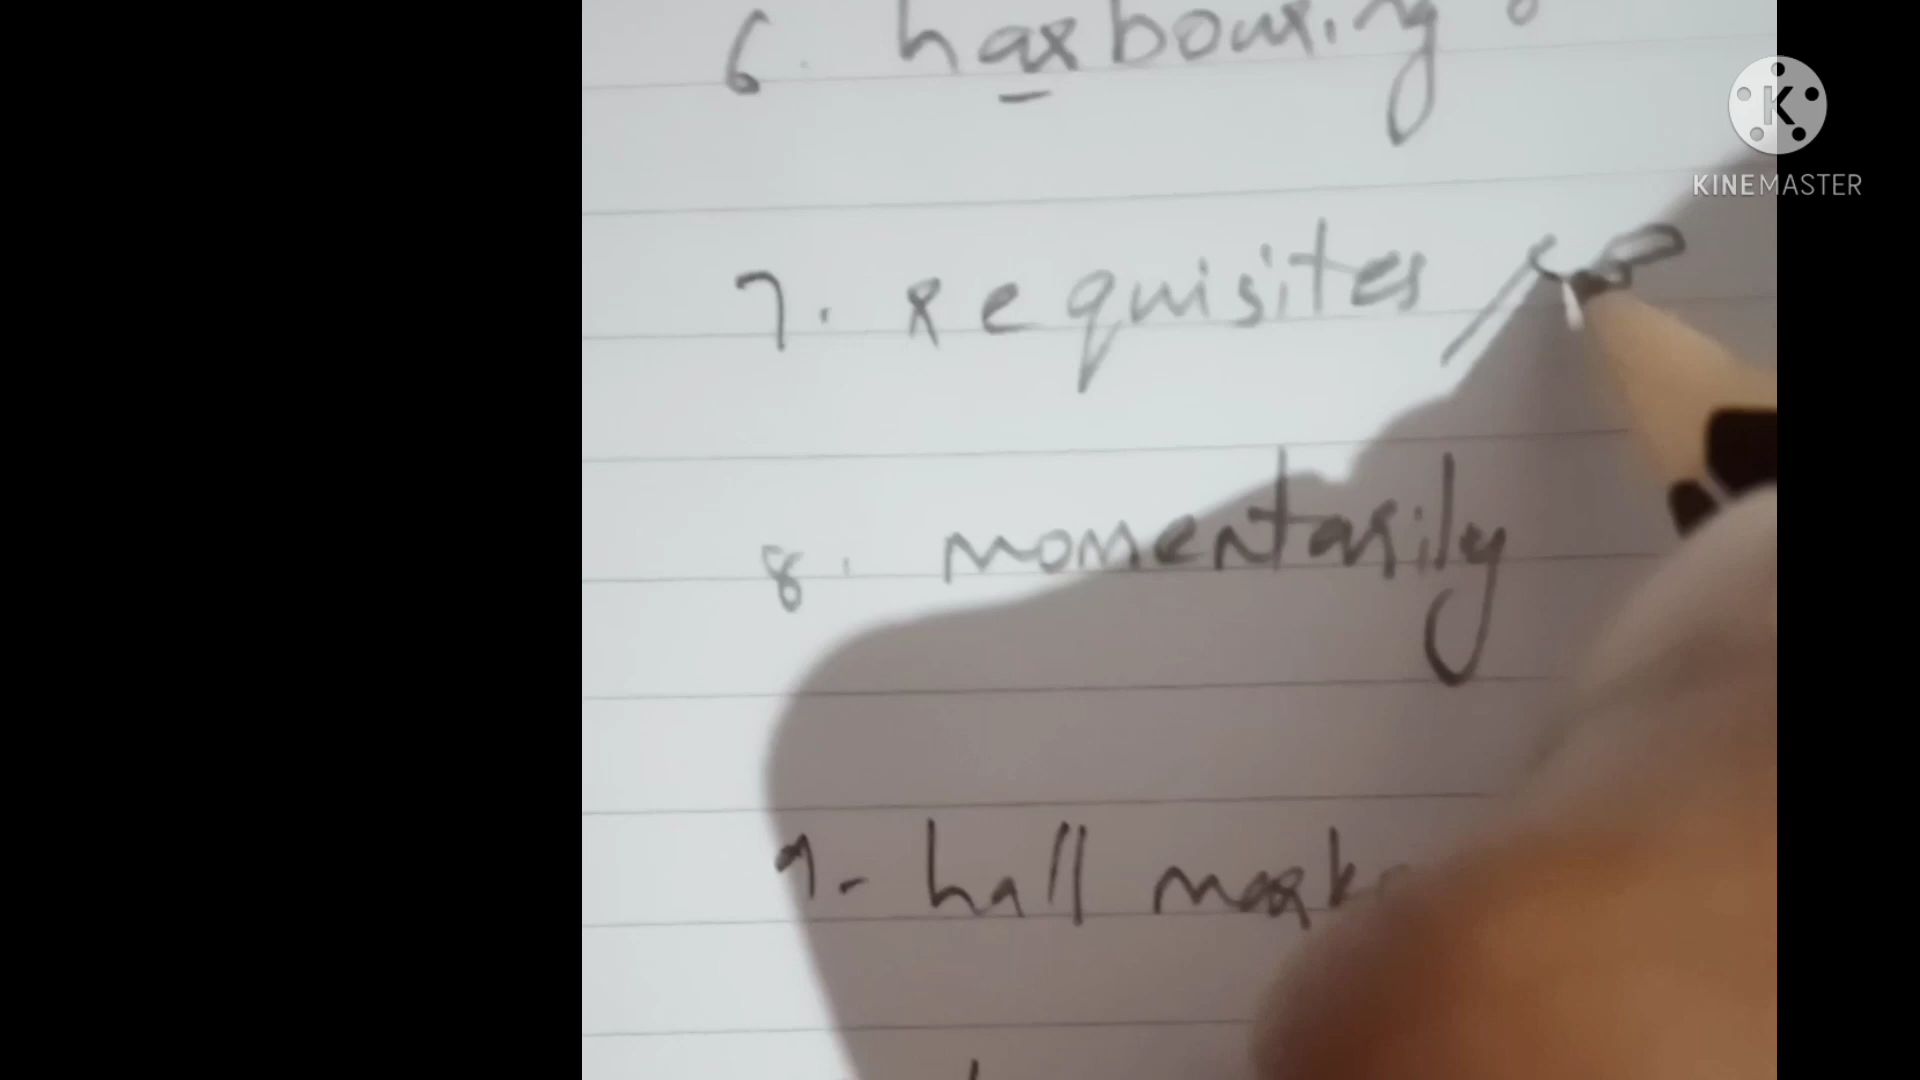 6. harbouring
KINEMASTER
7. requisites
8. momentarily
9- hall mark